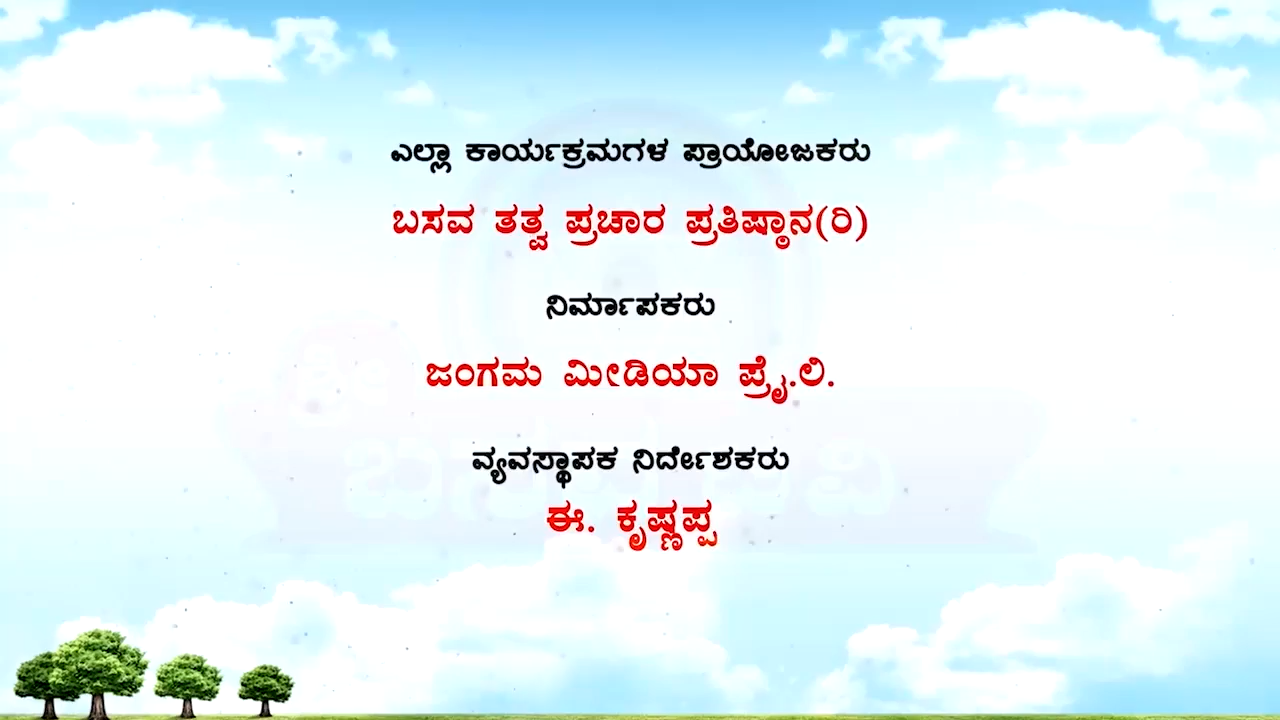 ಎಲ್ಲಾ ಕಾರ್ಯಕ್ರಮಗಳ ಪ್ರಾಯೋಜಕರು
ಬಸವ ತತ್ವ ಪ್ರಚಾರ ಪ್ರತಿಷ್ಠಾನ(ರಿ)
ನಿರ್ಮಾಪಕರು
ಜಂಗಮ ಮೀಡಿಯಾ ಪ್ರೈ.ಲಿ.
ವ್ಯವಸ್ಥಾಪಕ ನಿರ್ದೇಶಕರು
ಈ. ಕೃಷ್ಣಪ್ಪ